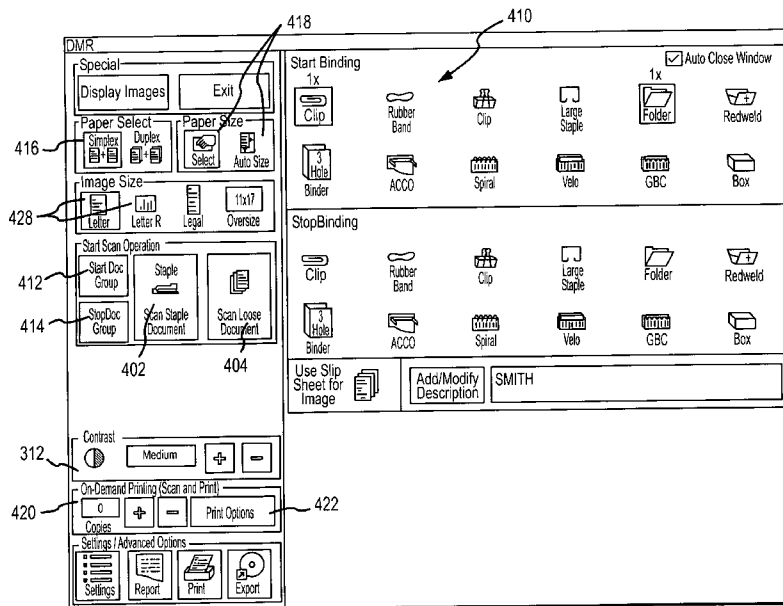 418
410
DMR
Special
Display Images
Exit
Paper Select
Simplex
Duplex
416
Paper Size
Select
Auto Size
Image Size
428
Letter
Letter R
Legal
11x17
Oversize
Start Scan Operation
412
Start Doc
Group
414
StopDoc
Group
Staple
Scan Staple
Document
402
Scan Loose
Document
404
Start Binding
Auto Close Window
1x
Clip
Rubber
Band
Clip
Large
Staple
1x
Folder
Redweld
3
Hole
Binder
ACCO
Spiral
Velo
GBC
Box
StopBinding
Clip
Rubber
Band
Clip
Large
Staple
Folder
Redweld
3
Hole
Binder
ACCO
Spiral
Velo
GBC
Box
Use Slip
Sheet for
Image
Add/Modify
Description
SMITH
Contrast
312
Medium
+
-
On-Demand Printing (Scan and Print)
420
0
Copies
+
-
Print Options
422
Settings / Advanced Options
Settings
Report
Print
Export